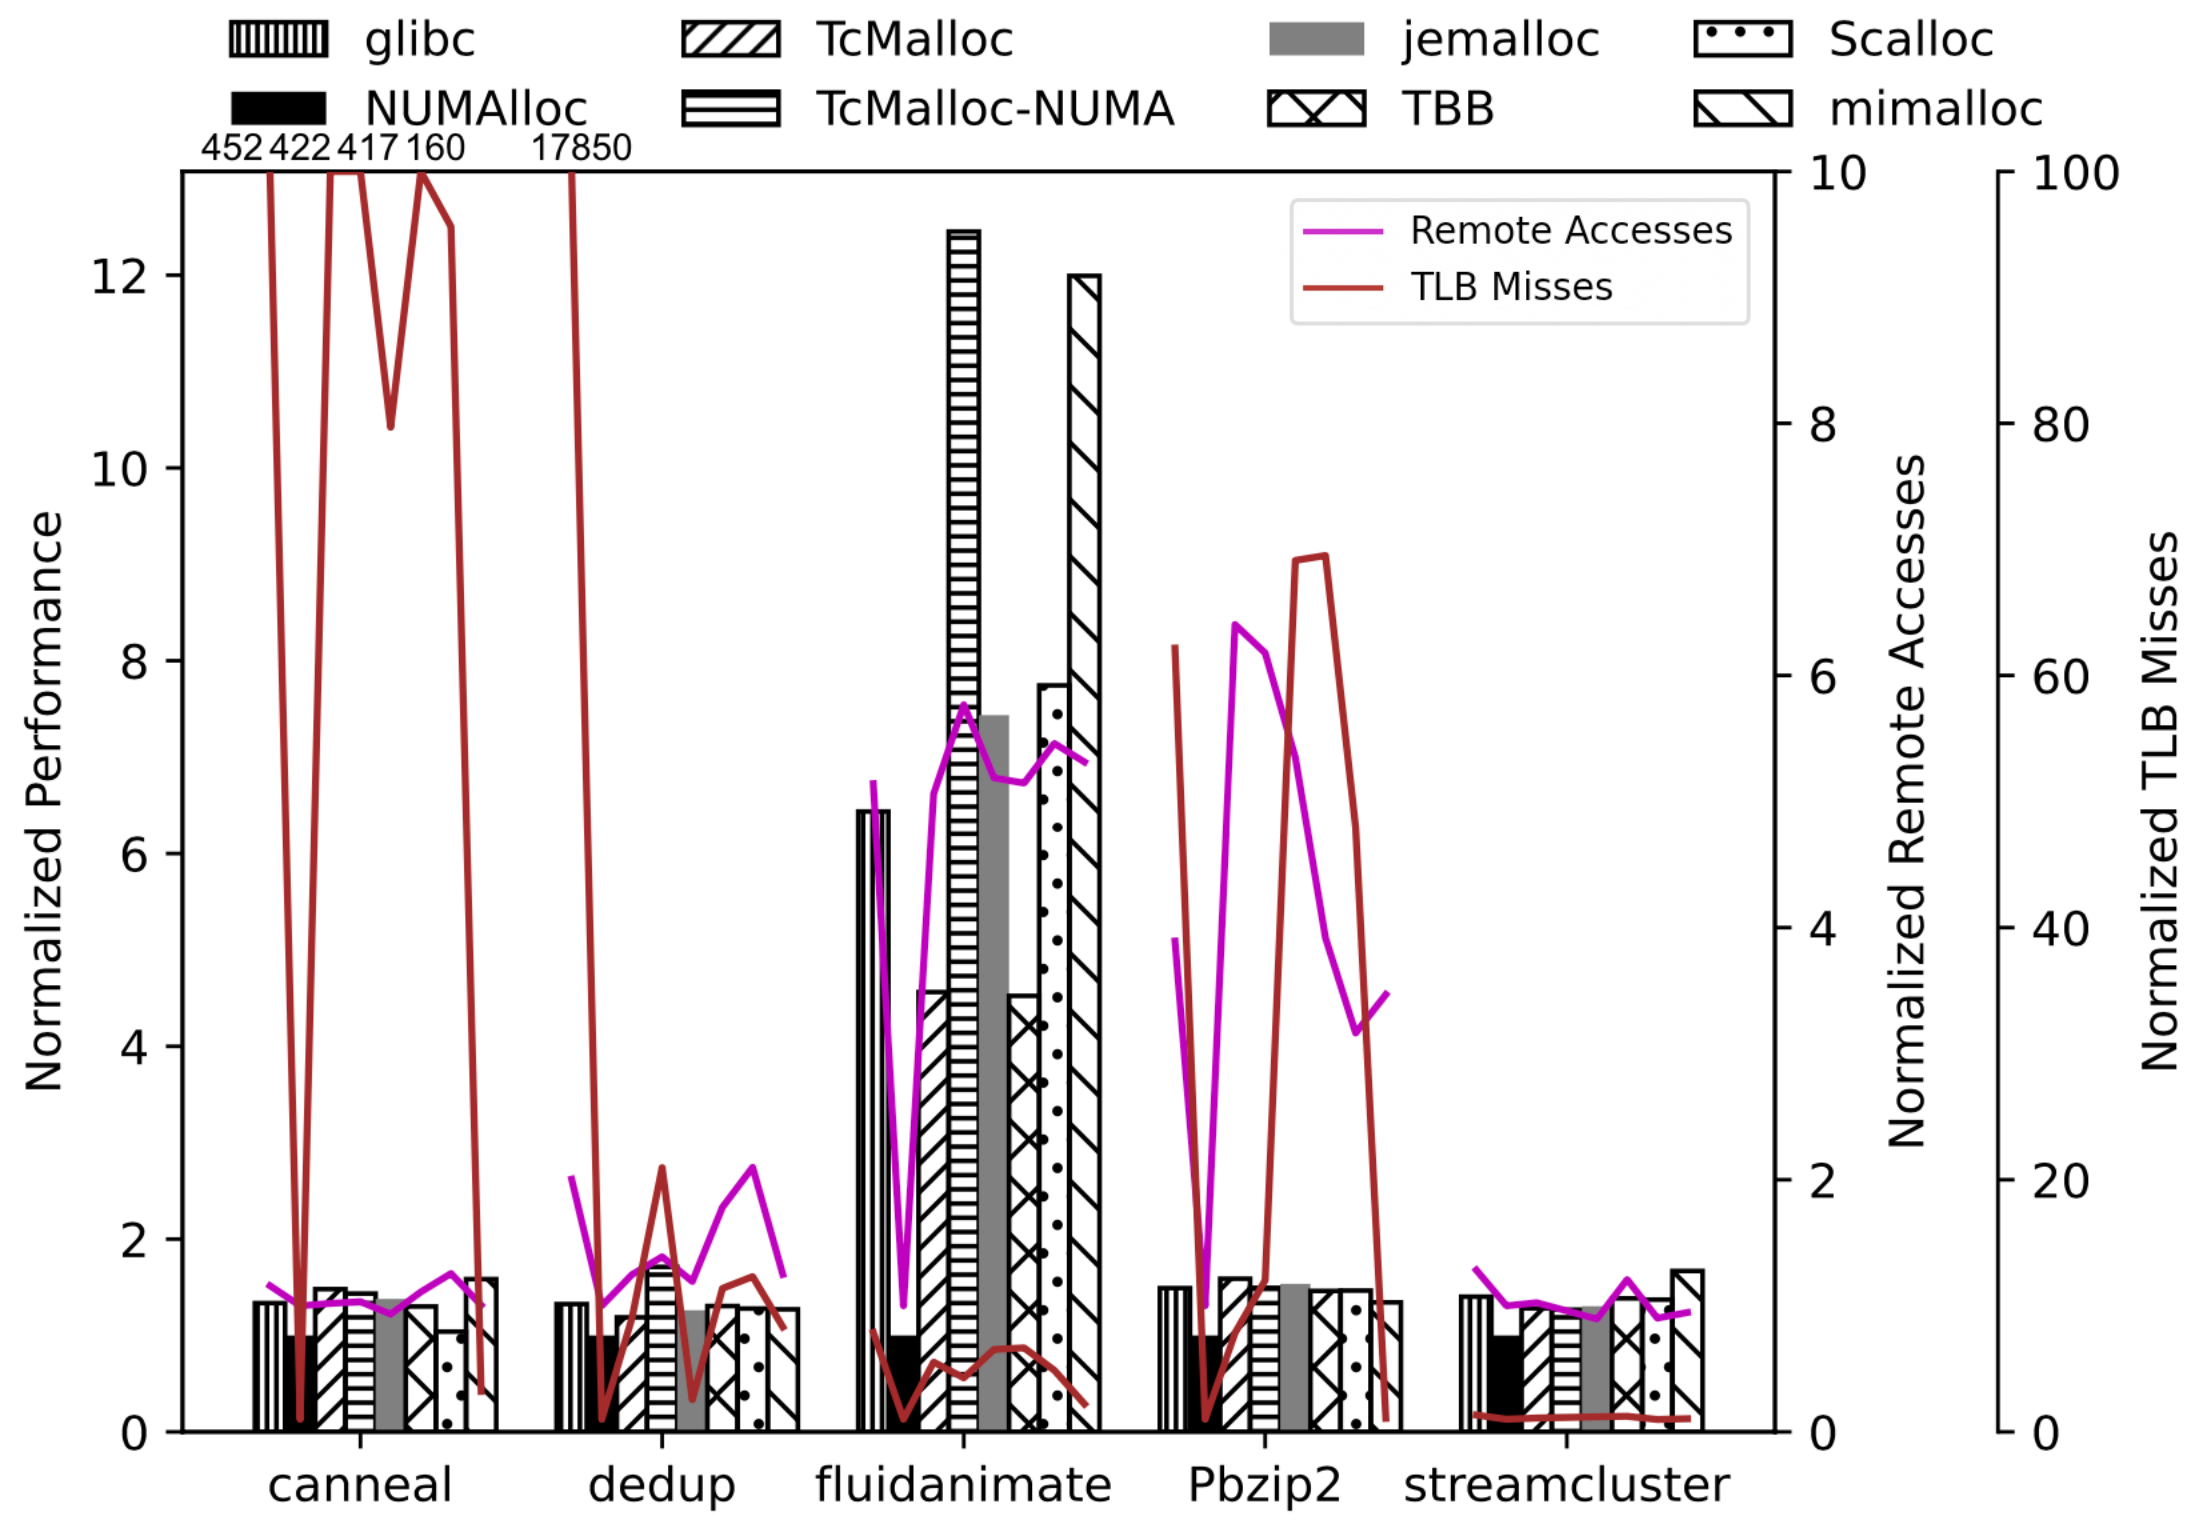 glibc TcMalloc jemalloc Scalloc
NUMAlloc TcMalloc-NUMA TBB mimalloc
452 422 417 160 17850
Remote Accesses
TLB Misses
Normalized Performance
12
10
8
6
4
2
0
10
8
6
4
2
0
Normalized Remote Accesses
100
80
60
40
20
0
Normalized TLB Misses
canneal dedup fluidanimate Pbzip2 streamcluster